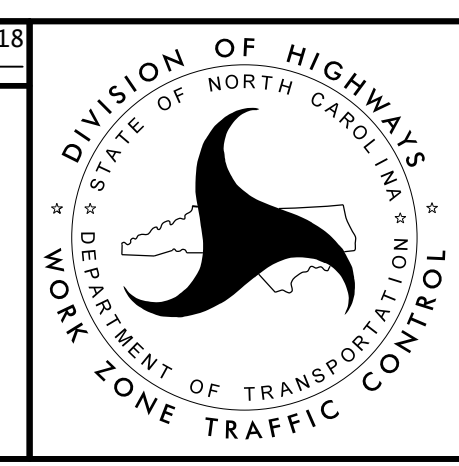 18
DIVISION OF HIGHWAYS
STATE OF NORTH CAROLINA
DEPARTMENT OF TRANSPORTATION
WORK ZONE TRAFFIC CONTROL